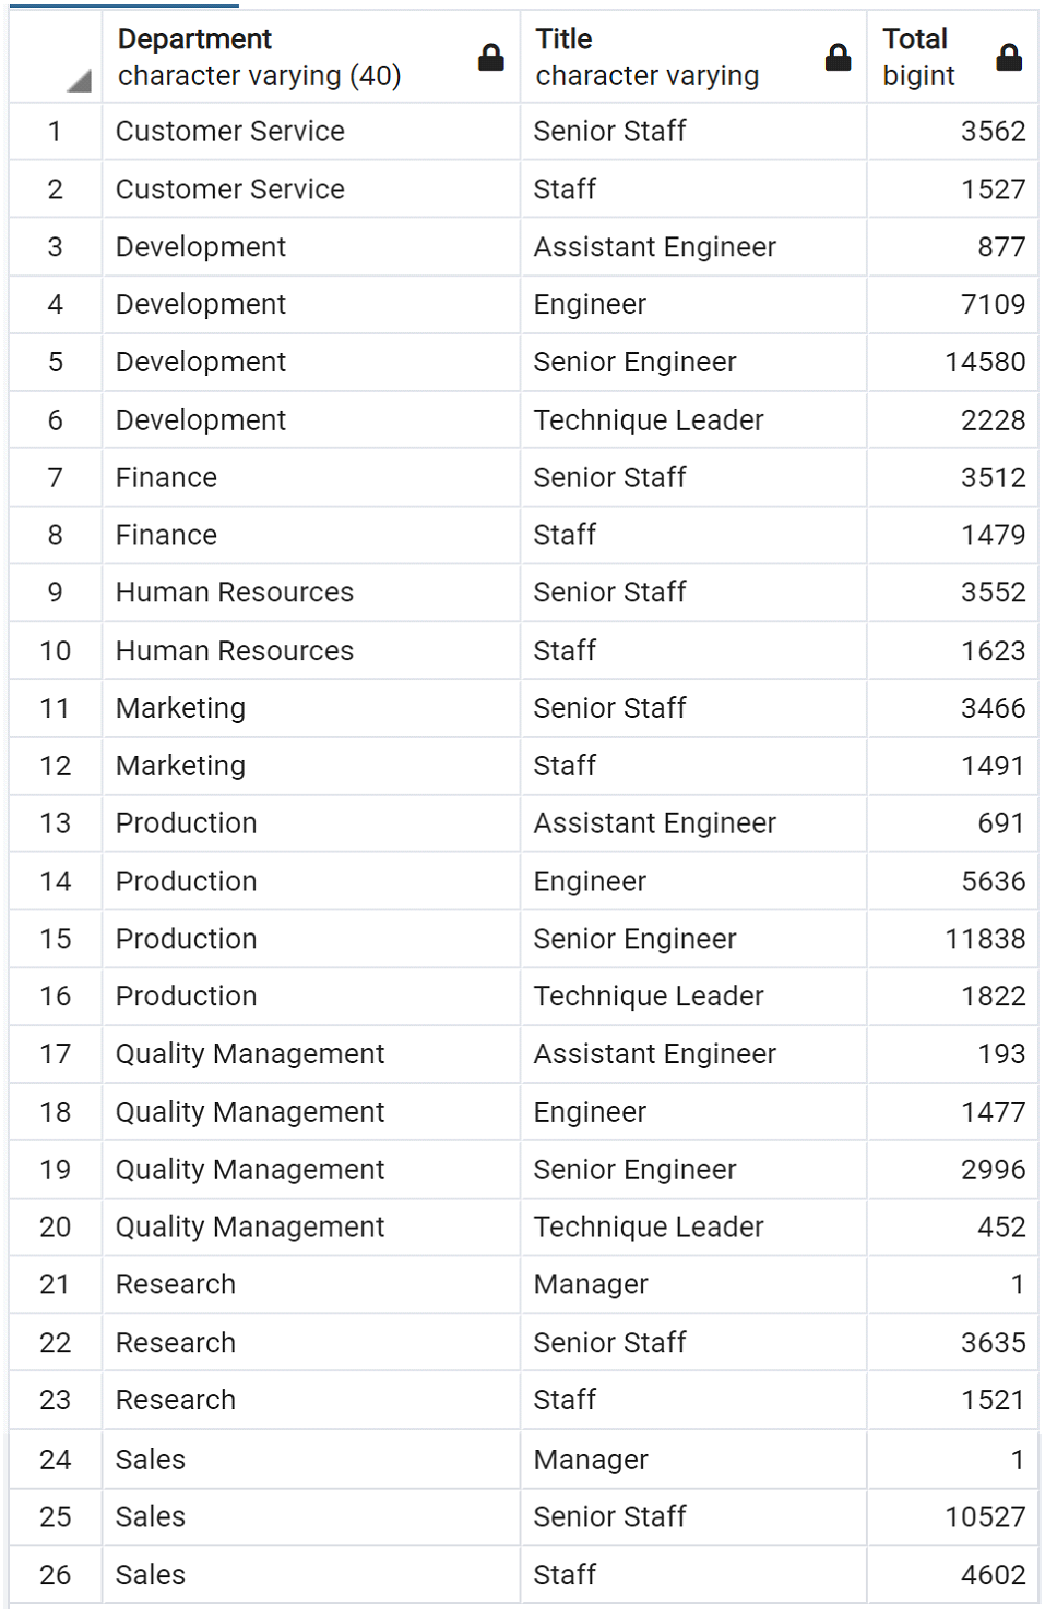 Department Title Total
character varying (40) character varying bigint
1 Customer Service Senior Staff 3562
2 Customer Service Staff 1527
3 Development Assistant Engineer 877
4 Development Engineer 7109
5 Development Senior Engineer 14580
6 Development Technique Leader 2228
7 Finance Senior Staff 3512
8 Finance Staff 1479
9 Human Resources Senior Staff 3552
10 Human Resources Staff 1623
11 Marketing Senior Staff 3466
12 Marketing Staff 1491
13 Production Assistant Engineer 691
14 Production Engineer 5636
15 Production Senior Engineer 11838
16 Production Technique Leader 1822
17 Quality Management Assistant Engineer 193
18 Quality Management Engineer 1477
19 Quality Management Senior Engineer 2996
20 Quality Management Technique Leader 452
21 Research Manager 1
22 Research Senior Staff 3635
23 Research Staff 1521
24 Sales Manager 1
25 Sales Senior Staff 10527
26 Sales Staff 4602